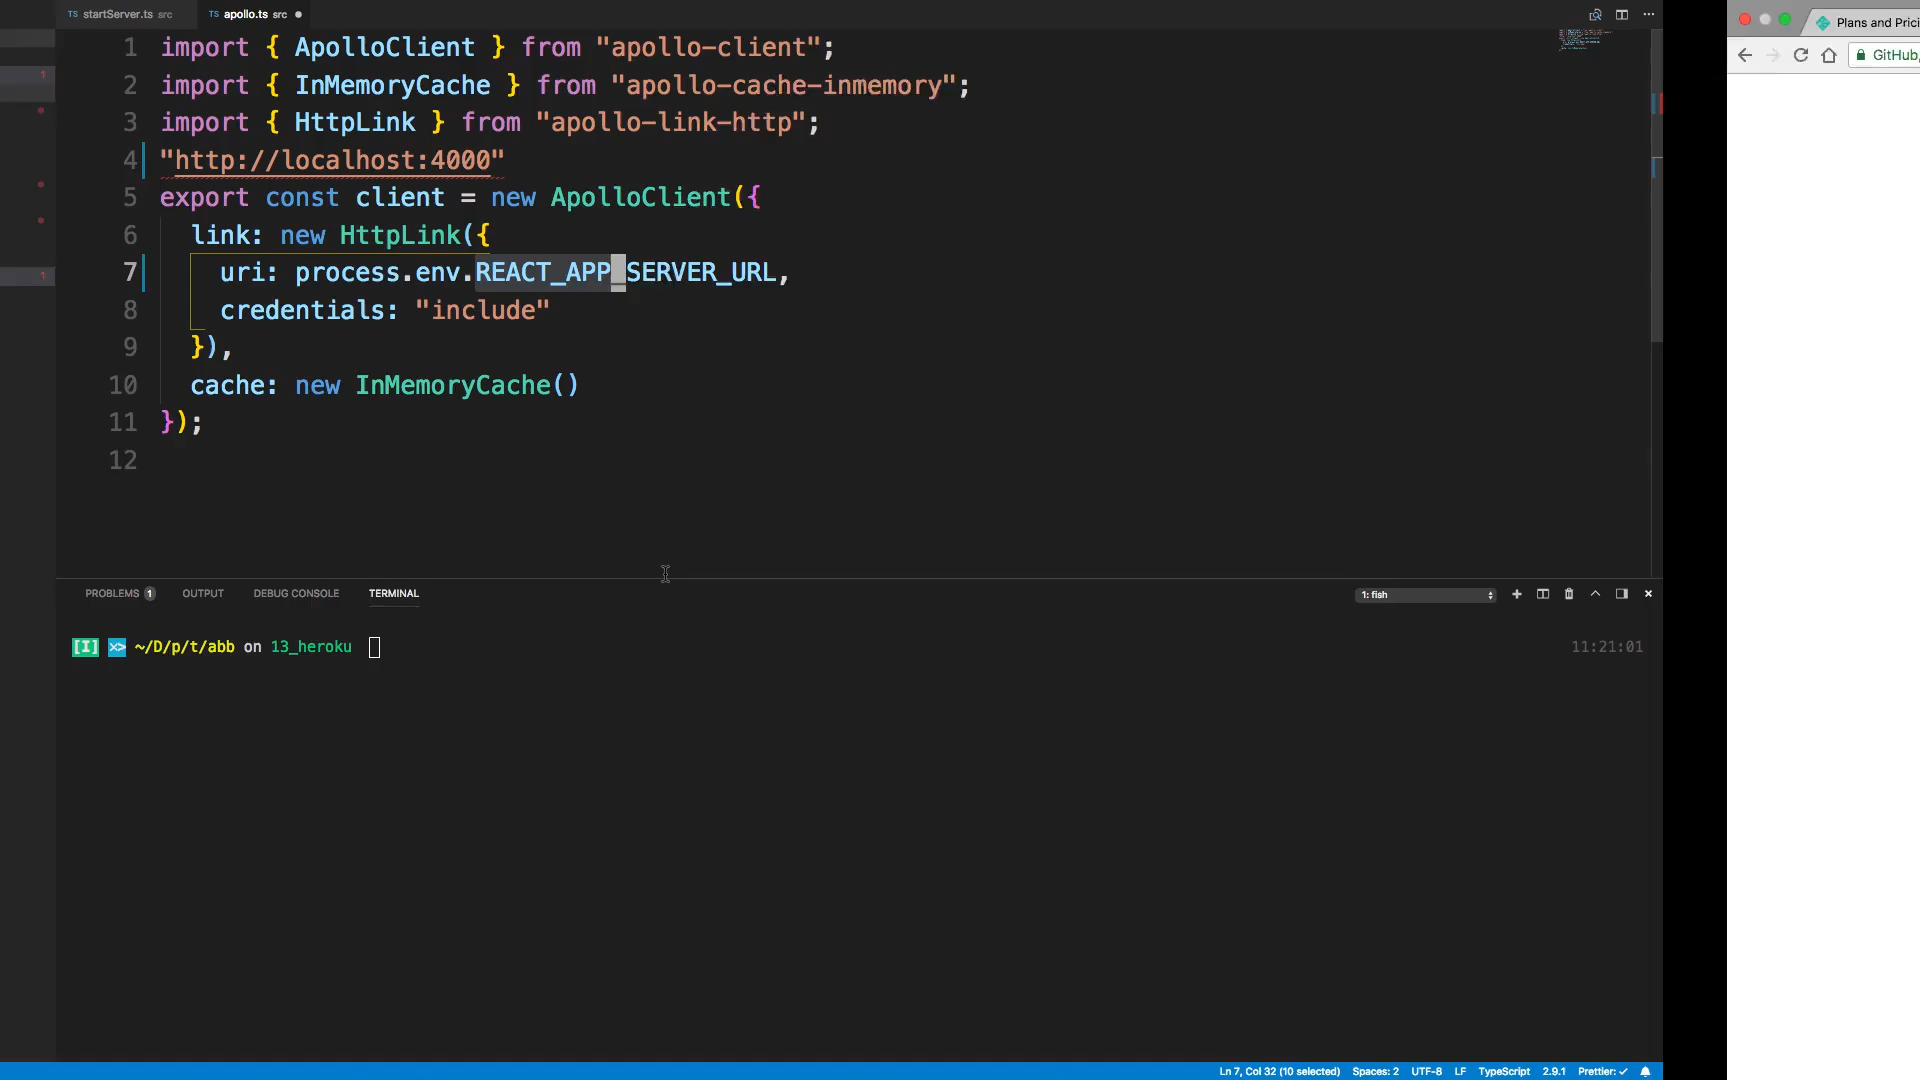 TS startServer.ts src
TS apollo.ts src
1 import { ApolloClient } from "apollo-client";
2 import { InMemoryCache } from "apollo-cache-inmemory";
3 import { HttpLink } from "apollo-link-http";
4 "http://localhost:4000"
5 export const client = new ApolloClient({
6 link: new HttpLink({
7 uri: process.env.REACT_APP_SERVER_URL,
8 credentials: "include"
9 }),
10 cache: new InMemoryCache()
11 });
12
PROBLEMS 1 OUTPUT DEBUG CONSOLE TERMINAL
1: fish
[I] >> ~/D/p/t/abb on 13_heroku
11:21:01
Ln 7, Col 32 (10 selected) Spaces: 2 UTF-8 LF TypeScript 2.9.1 Prettier: ✓
Plans and Prici
GitHub,